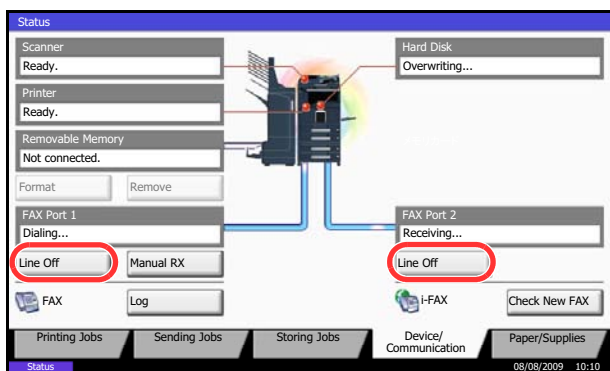 Status
Scanner
Ready.
Hard Disk
Overwriting...
Printer
Ready.
Removable Memory
Not connected.
Format
Remove
FAX Port 1
Dialing...
FAX Port 2
Receiving...
Line Off
Manual RX
Line Off
FAX
Log
i-FAX
Check New FAX
Printing Jobs
Sending Jobs
Storing Jobs
Device/
Communication
Paper/Supplies
Status
08/08/2009 10:10